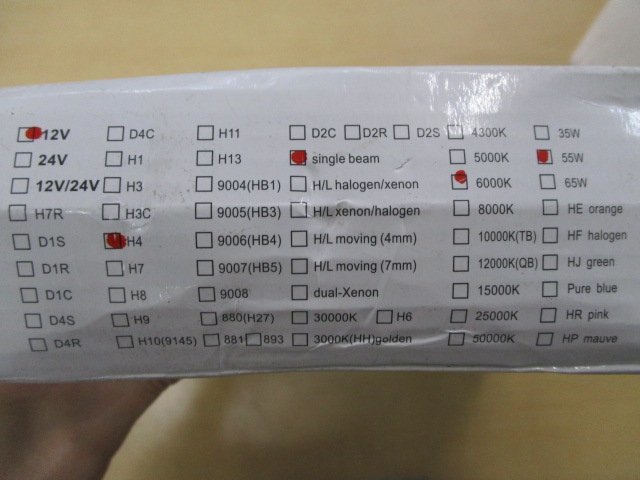 12V D4C H11 D2C D2R D2S 4300K 35W
24V H1 H13 single beam 5000K 55W
12V/24V H3 9004(HB1) H/L halogen/xenon 6000K 65W
H7R H3C 9005(HB3) H/L xenon/halogen 8000K HE orange
D1S H4 9006(HB4) H/L moving (4mm) 10000K(TB) HF halogen
D1R H7 9007(HB5) H/L moving (7mm) 12000K(QB) HJ green
D1C H8 9008 dual-Xenon 15000K Pure blue
D4S H9 880(H27) 30000K H6 25000K HR pink
D4R H10(9145) 881 893 3000K(HH)golden 50000K HP mauve